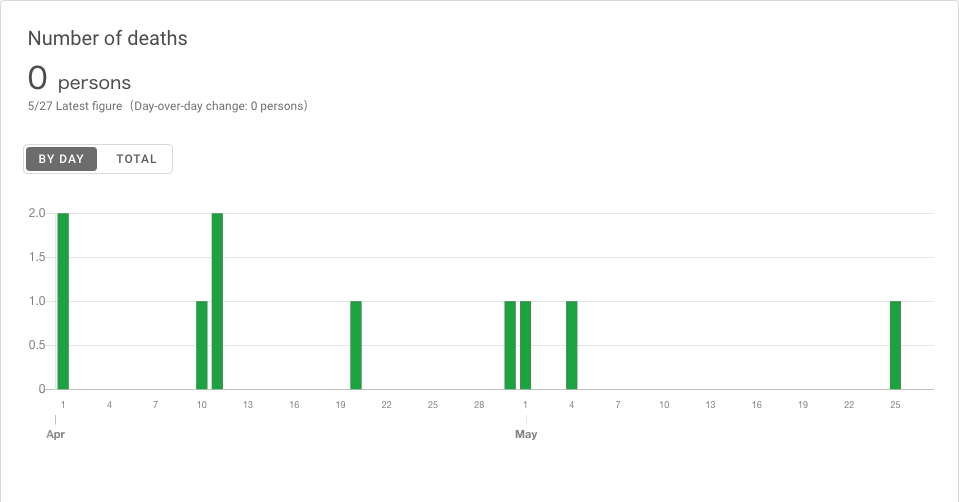 Number of deaths
0 persons
5/27 Latest figure（Day-over-day change: 0 persons）
BY DAY TOTAL
2.0
1.5
1.0
0.5
0
1 4 7 10 13 16 19 22 25 28 1 4 7 10 13 16 19 22 25
Apr May